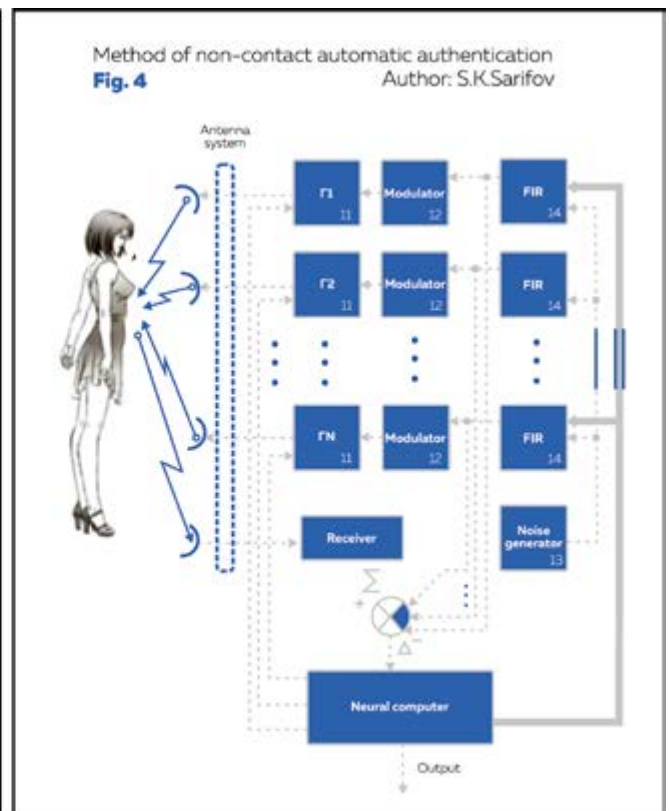 Method of non-contact automatic authentication
Fig. 4
Author: S.K.Sarifov
Antenna
system
Г1
11
Modulator
12
FIR
14
Г2
11
Modulator
12
FIR
14
ГN
11
Modulator
12
FIR
14
Receiver
Noise
generator
13
Σ
+
Δ
−
Neural computer
Output